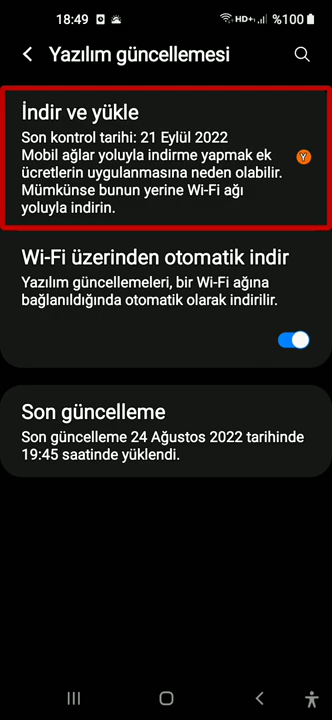 18:49 HD+ %100
Yazılım güncellemesi
İndir ve yükle
Son kontrol tarihi: 21 Eylül 2022
Mobil ağlar yoluyla indirme yapmak ek
ücretlerin uygulanmasına neden olabilir.
Mümkünse bunun yerine Wi-Fi ağı
yoluyla indirin.
Y
Wi-Fi üzerinden otomatik indir
Yazılım güncellemeleri, bir Wi-Fi ağına
bağlanıldığında otomatik olarak indirilir.
Son güncelleme
Son güncelleme 24 Ağustos 2022 tarihinde
19:45 saatinde yüklendi.